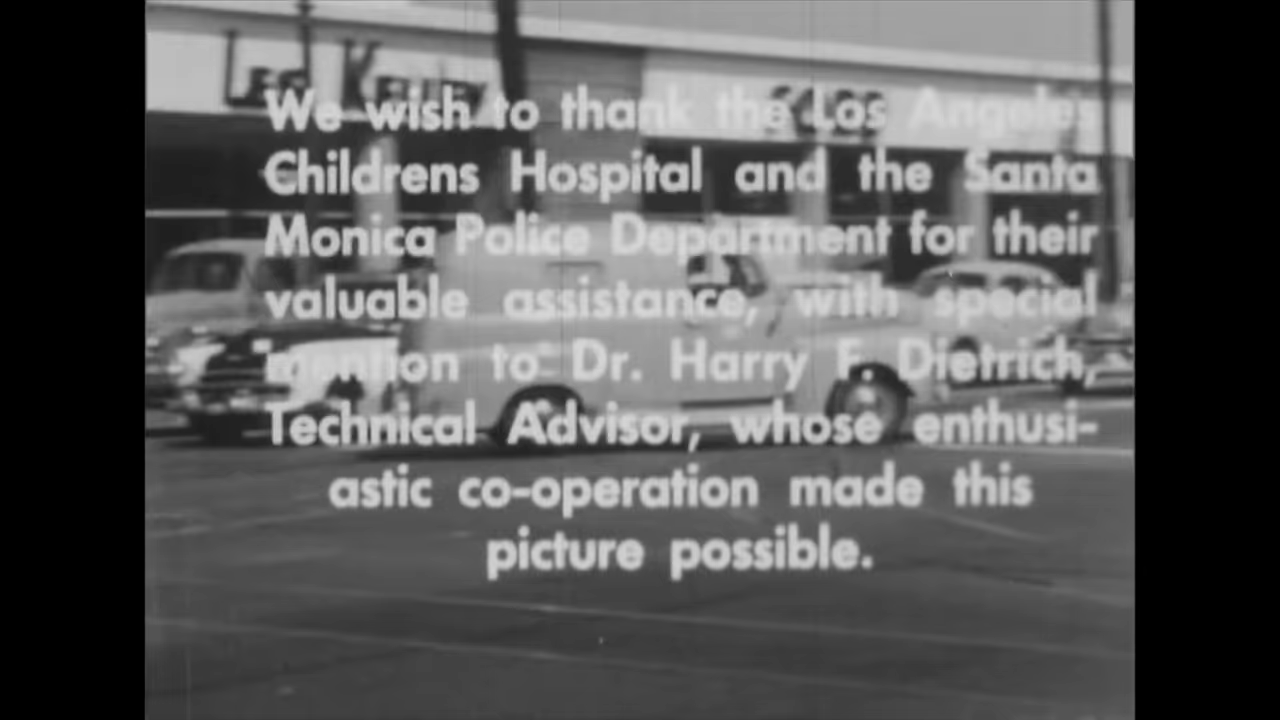 We wish to thank the Los Angeles
Childrens Hospital and the Santa
Monica Police Department for their
valuable assistance, with special
mention to Dr. Harry F. Dietrich,
Technical Advisor, whose enthusi-
astic co-operation made this
picture possible.